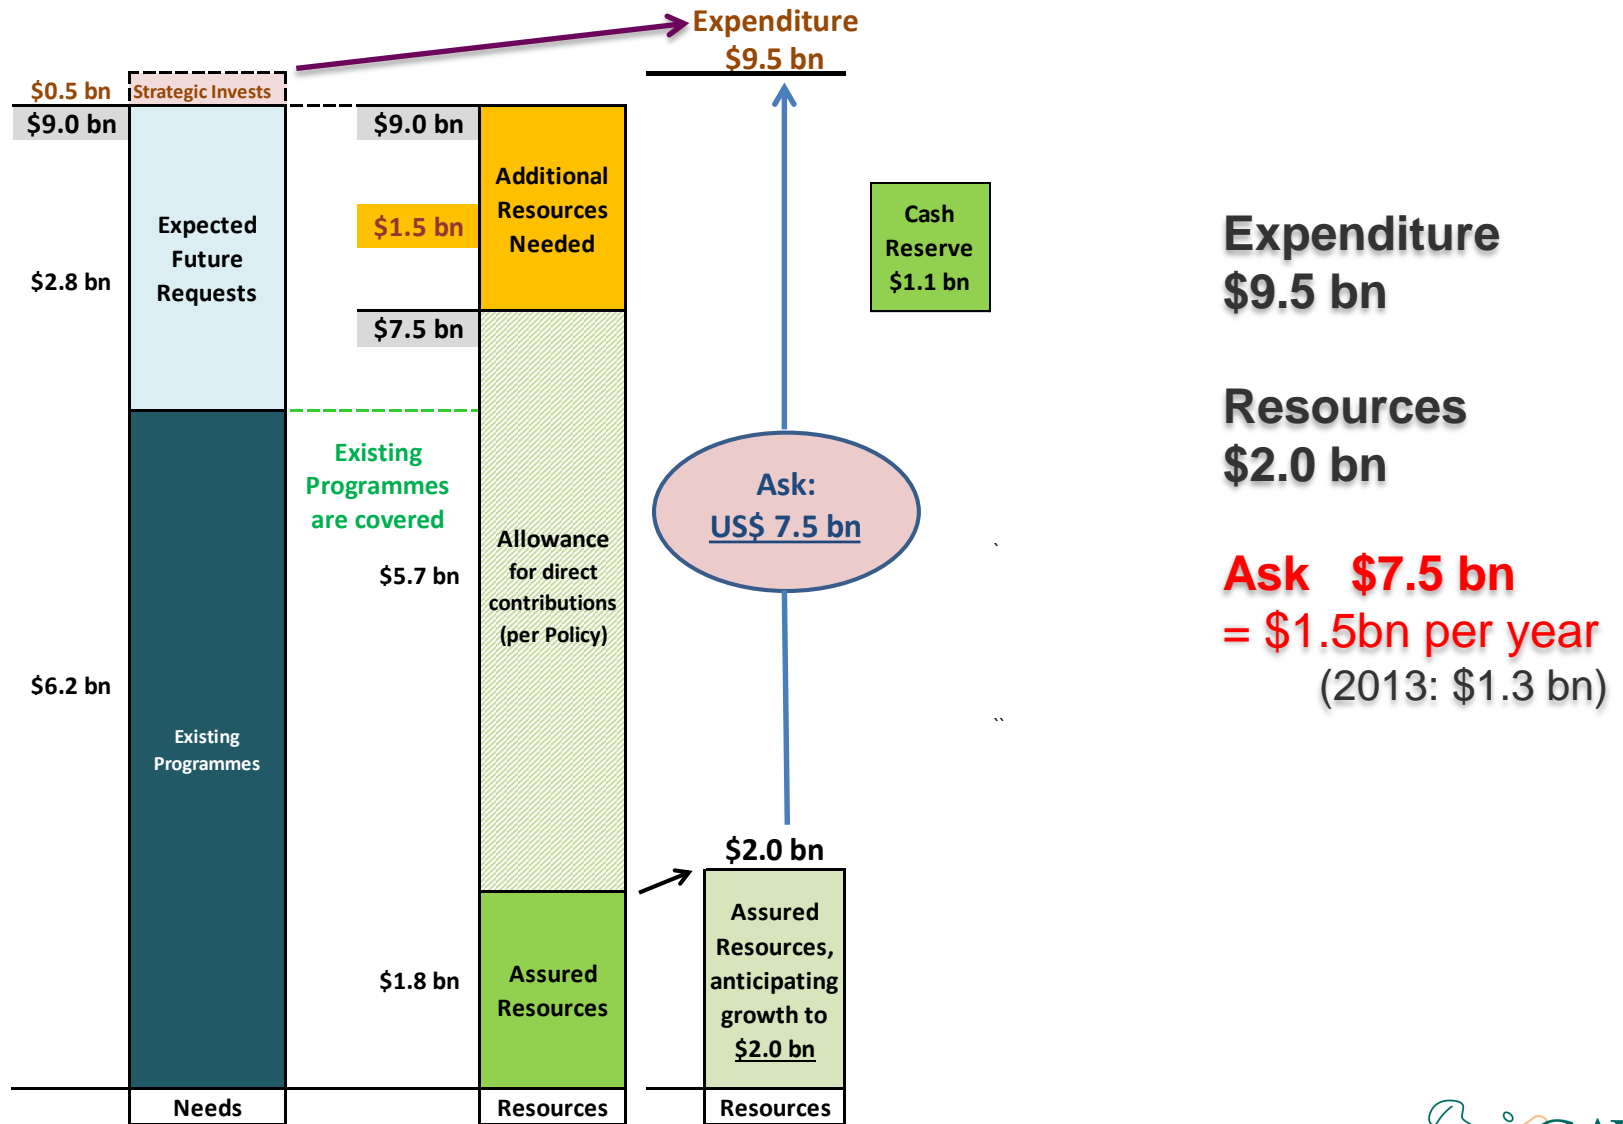 Expenditure
$9.5 bn
$0.5 bn
Strategic Invests
$9.0 bn
Expected
Future
Requests
$2.8 bn
$6.2 bn
Existing
Programmes
Needs
$9.0 bn
$1.5 bn
$7.5 bn
Existing
Programmes
are covered
$5.7 bn
$1.8 bn
Additional
Resources
Needed
Allowance
for direct
contributions
(per Policy)
Assured
Resources
Resources
Ask:
US$ 7.5 bn
$2.0 bn
Assured
Resources,
anticipating
growth to
$2.0 bn
Resources
Cash
Reserve
$1.1 bn
`
``
Expenditure
$9.5 bn
Resources
$2.0 bn
Ask $7.5 bn
= $1.5bn per year
(2013: $1.3 bn)